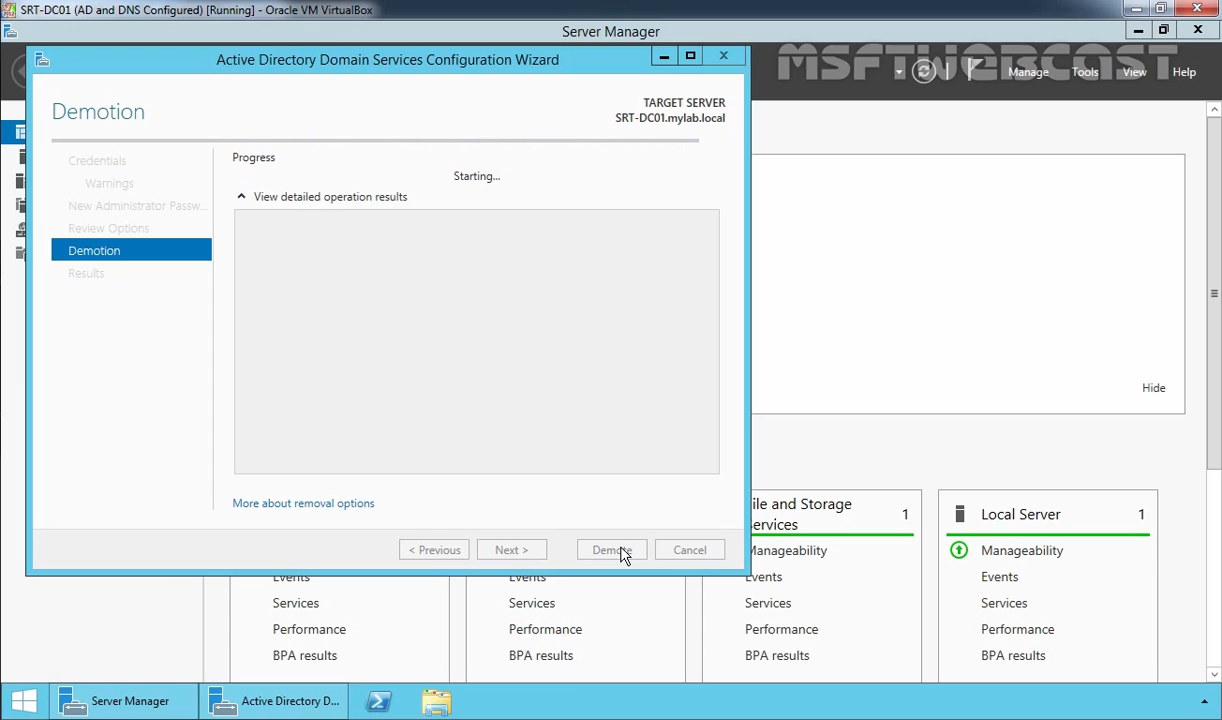 SRT-DC01 (AD and DNS Configured) [Running] - Oracle VM VirtualBox
Server Manager
Active Directory Domain Services Configuration Wizard
MSFTWEBCAST
Manage
Tools
View
Help
Demotion
TARGET SERVER
SRT-DC01.mylab.local
Credentials
Warnings
New Administrator Passw...
Review Options
Demotion
Results
Progress
Starting...
View detailed operation results
More about removal options
< Previous
Next >
Demote
Cancel
Hide
ile and Storage
ervices
1
Local Server
1
Manageability
Manageability
Events
Events
Events
Events
Services
Services
Services
Services
Performance
Performance
Performance
Performance
BPA results
BPA results
BPA results
BPA results
Server Manager
Active Directory D...